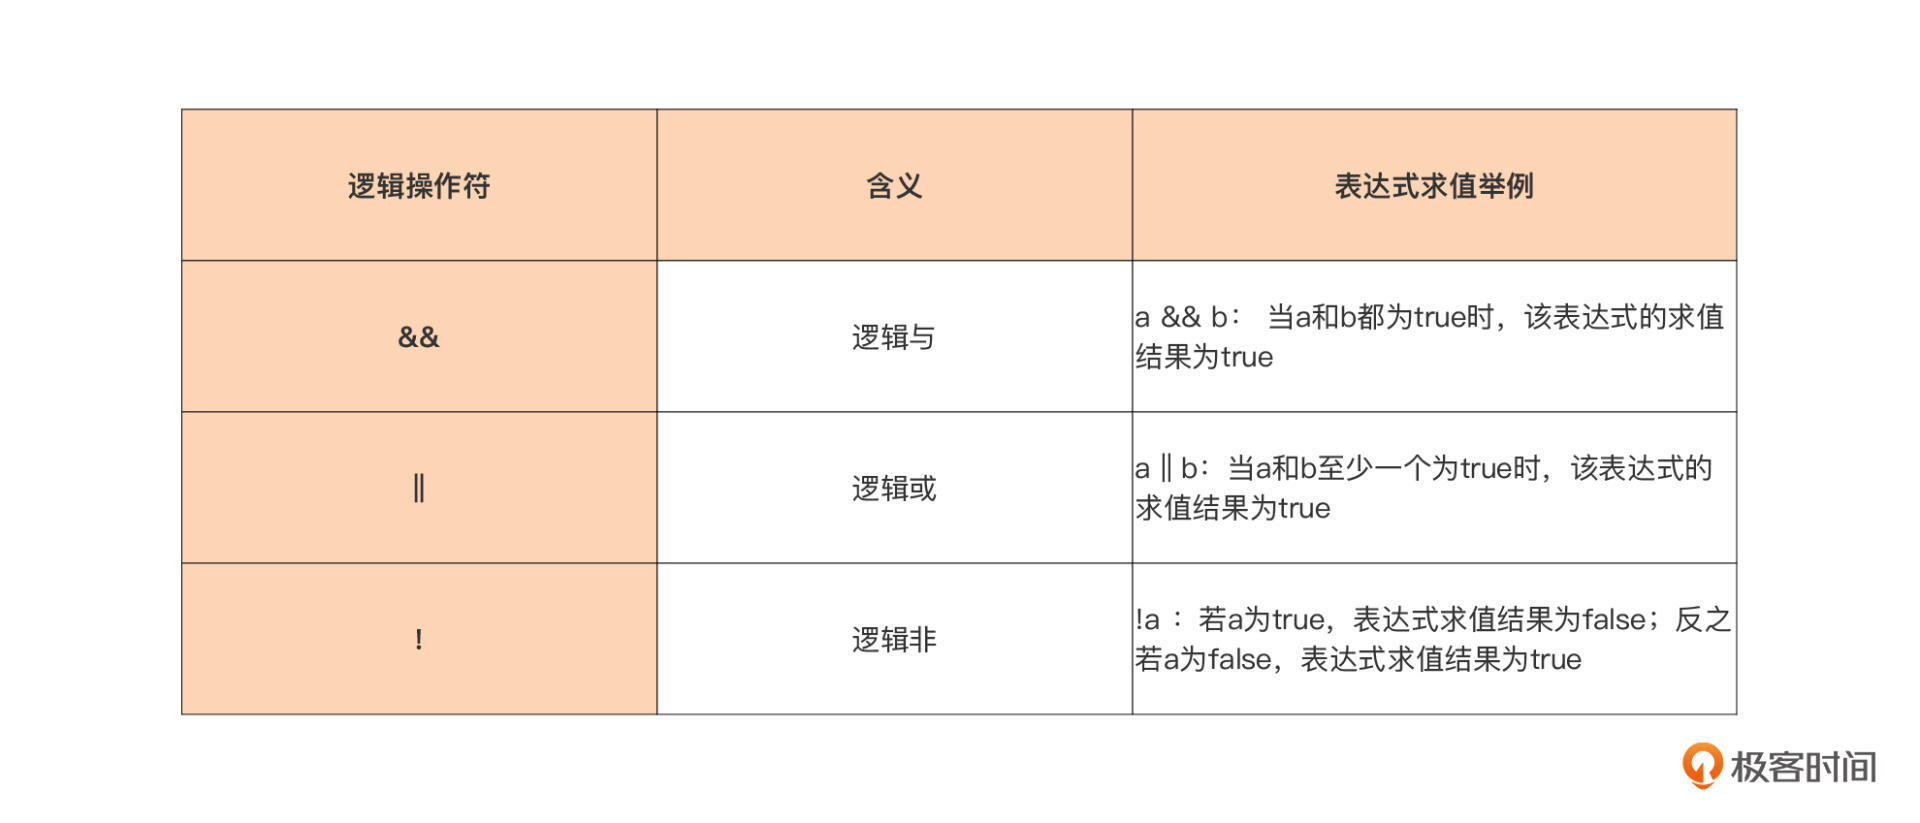 逻辑操作符
含义
表达式求值举例
&&
逻辑与
a && b： 当a和b都为true时，该表达式的求值
结果为true
||
逻辑或
a || b：当a和b至少一个为true时，该表达式的
求值结果为true
!
逻辑非
!a ：若a为true，表达式求值结果为false；反之
若a为false，表达式求值结果为true
极客时间